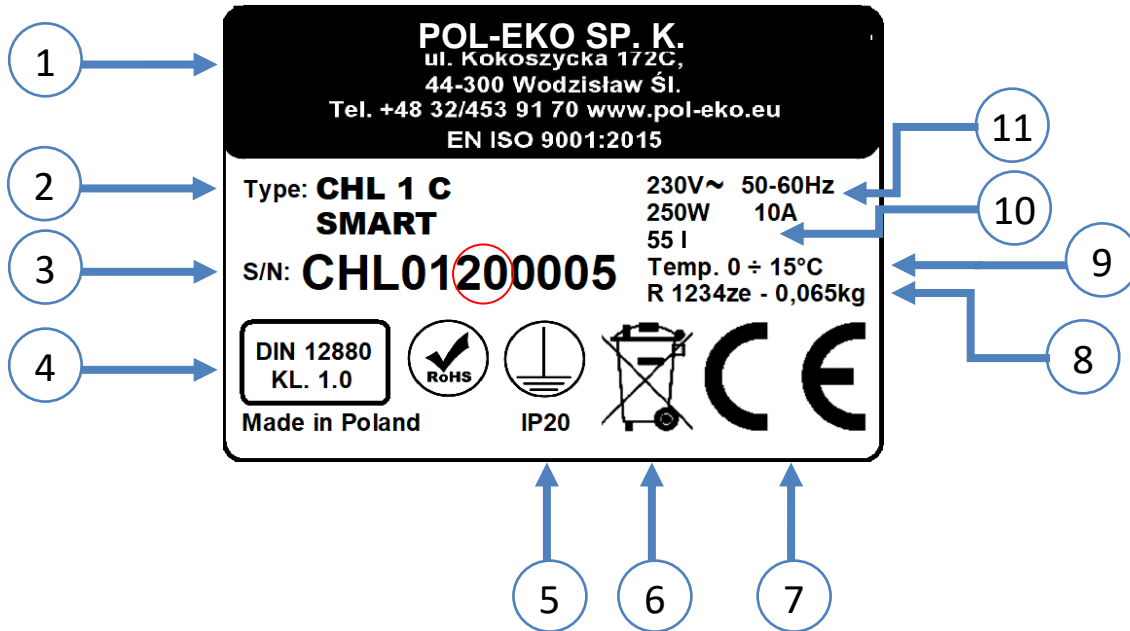 POL-EKO SP. K.
ul. Kokoszycka 172C,
44-300 Wodzisław Śl.
Tel. +48 32/453 91 70 www.pol-eko.eu
EN ISO 9001:2015
1
2
3
4
Type: CHL 1 C
SMART
S/N: CHL01200005
230V~ 50-60Hz
250W 10A
55 l
Temp. 0 ÷ 15°C
R 1234ze - 0,065kg
11
10
9
8
DIN 12880
KL. 1.0
RoHS
Made in Poland
IP20
CE
5
6
7